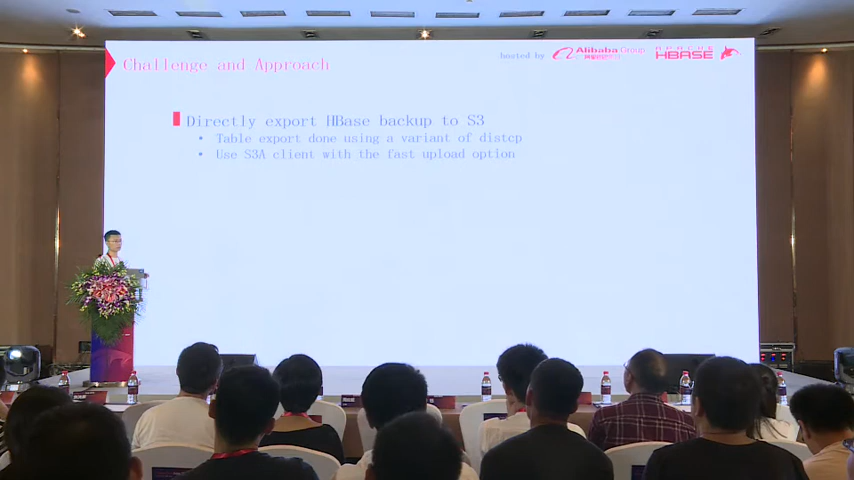 Challenge and Approach
hosted by
Alibaba Group
APACHE
HBASE
Directly export HBase backup to S3
• Table export done using a variant of distcp
• Use S3A client with the fast upload option